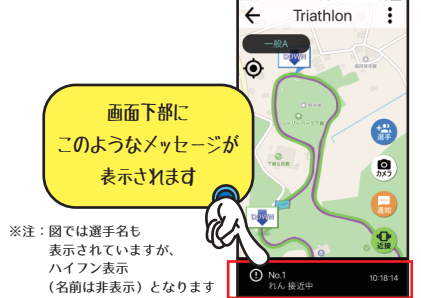 Triathlon
一般A
DOWN
選手
カメラ
通知
近接
DOWN
No.1
れん 接近中
10:18:14
画面下部に
このようなメッセージが
表示されます
※注：図では選手名も
表示されていますが、
ハイフン表示
（名前は非表示）となります